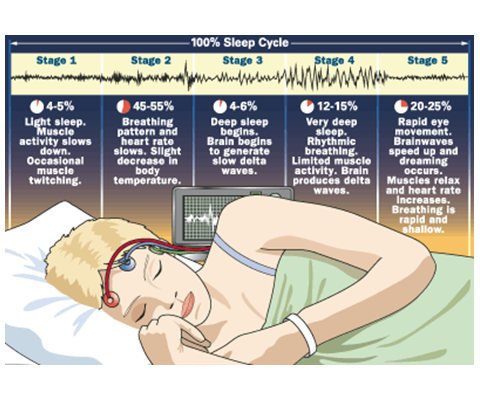 100% Sleep Cycle
Stage 1
Stage 2
Stage 3
Stage 4
Stage 5
4-5%
Light sleep.
Muscle
activity slows
down.
Occasional
muscle
twitching.
45-55%
Breathing
pattern and
heart rate
slows. Slight
decrease in
body
temperature.
4-6%
Deep sleep
begins.
Brain begins
to generate
slow delta
waves.
12-15%
Very deep
sleep.
Rhythmic
breathing.
Limited muscle
activity. Brain
produces delta
waves.
20-25%
Rapid eye
movement.
Brainwaves
speed up and
dreaming
occurs.
Muscles relax
and heart rate
increases.
Breathing is
rapid and
shallow.